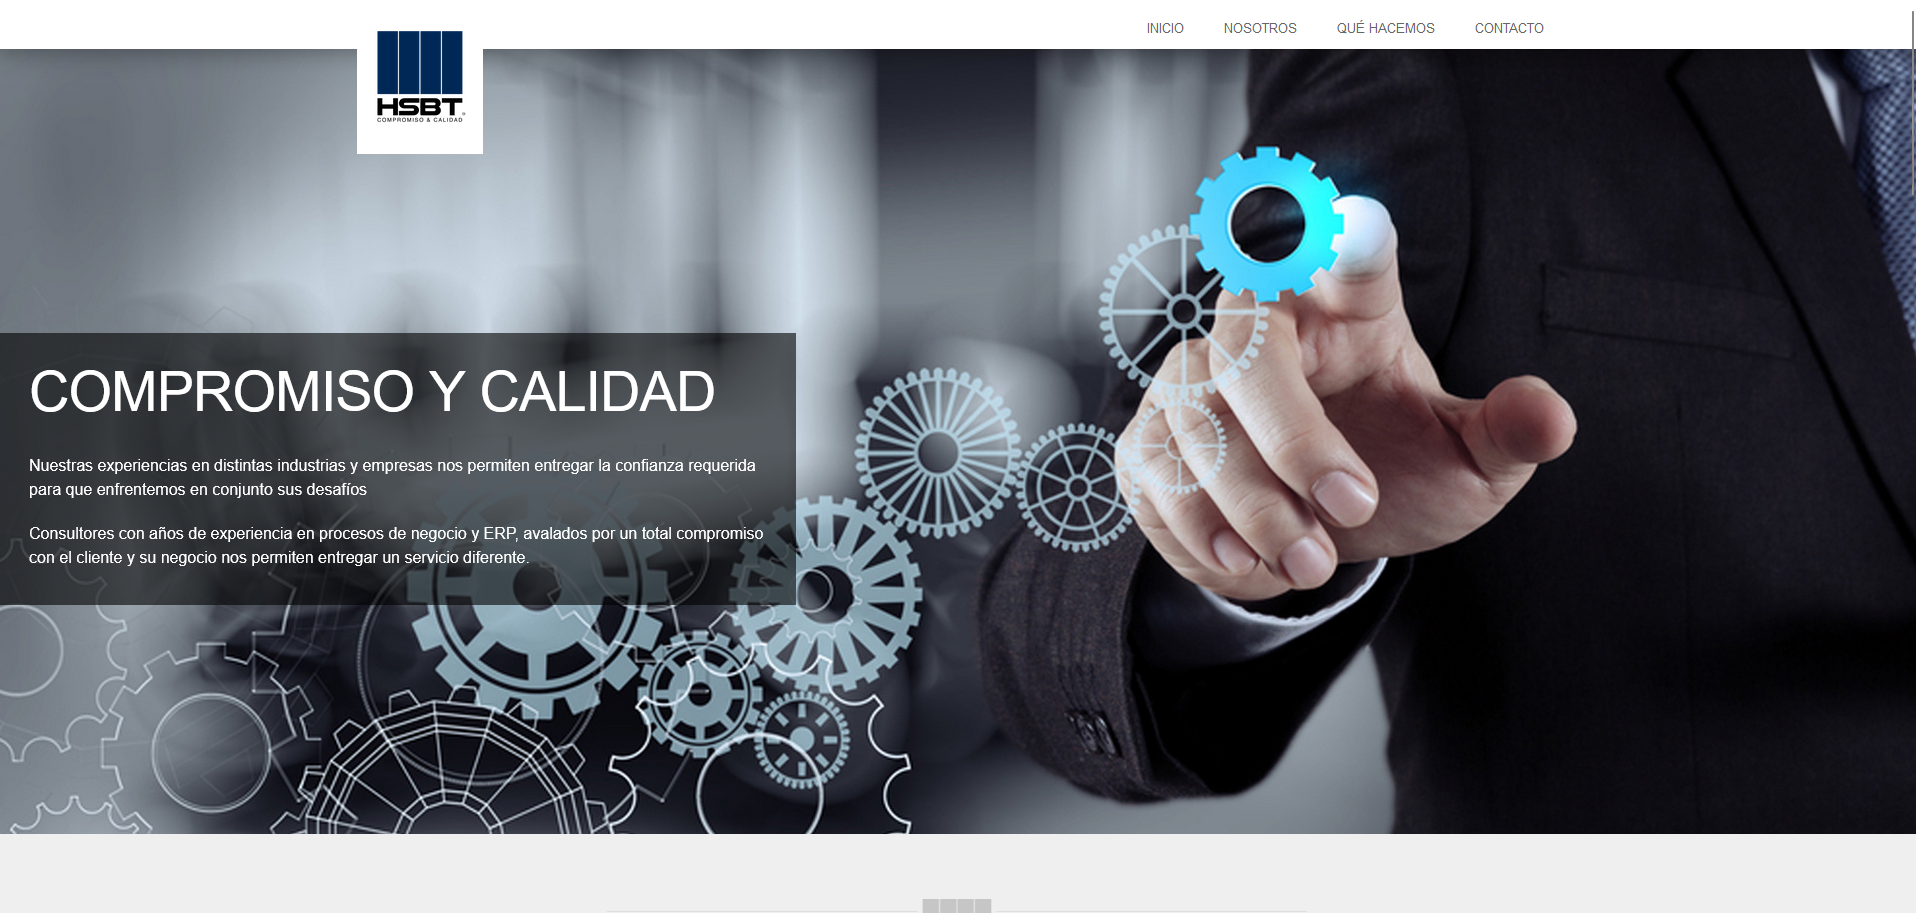 INICIO NOSOTROS QUÉ HACEMOS CONTACTO
HSBT®
COMPROMISO & CALIDAD
COMPROMISO Y CALIDAD
Nuestras experiencias en distintas industrias y empresas nos permiten entregar la confianza requerida
para que enfrentemos en conjunto sus desafíos
Consultores con años de experiencia en procesos de negocio y ERP, avalados por un total compromiso
con el cliente y su negocio nos permiten entregar un servicio diferente.